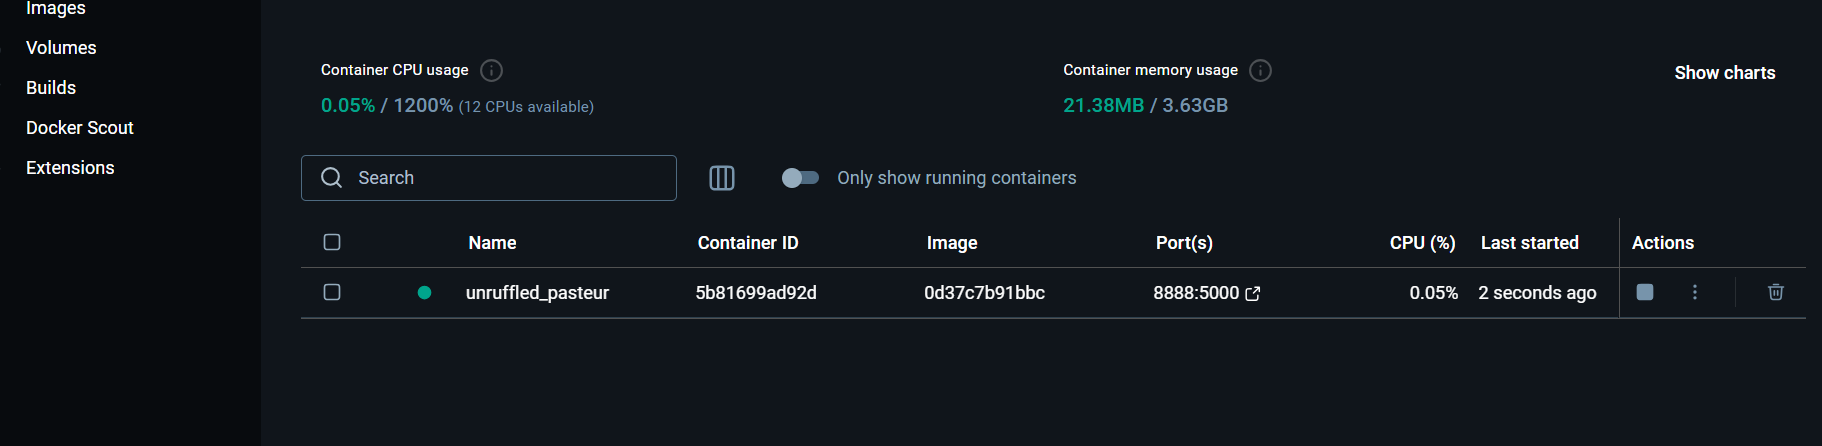 Images
Volumes
Builds
Docker Scout
Extensions
Container CPU usage
0.05% / 1200% (12 CPUs available)
Container memory usage
21.38MB / 3.63GB
Show charts
Search
Only show running containers
Name Container ID Image Port(s) CPU (%) Last started Actions
unruffled_pasteur 5b81699ad92d 0d37c7b91bbc 8888:5000 0.05% 2 seconds ago